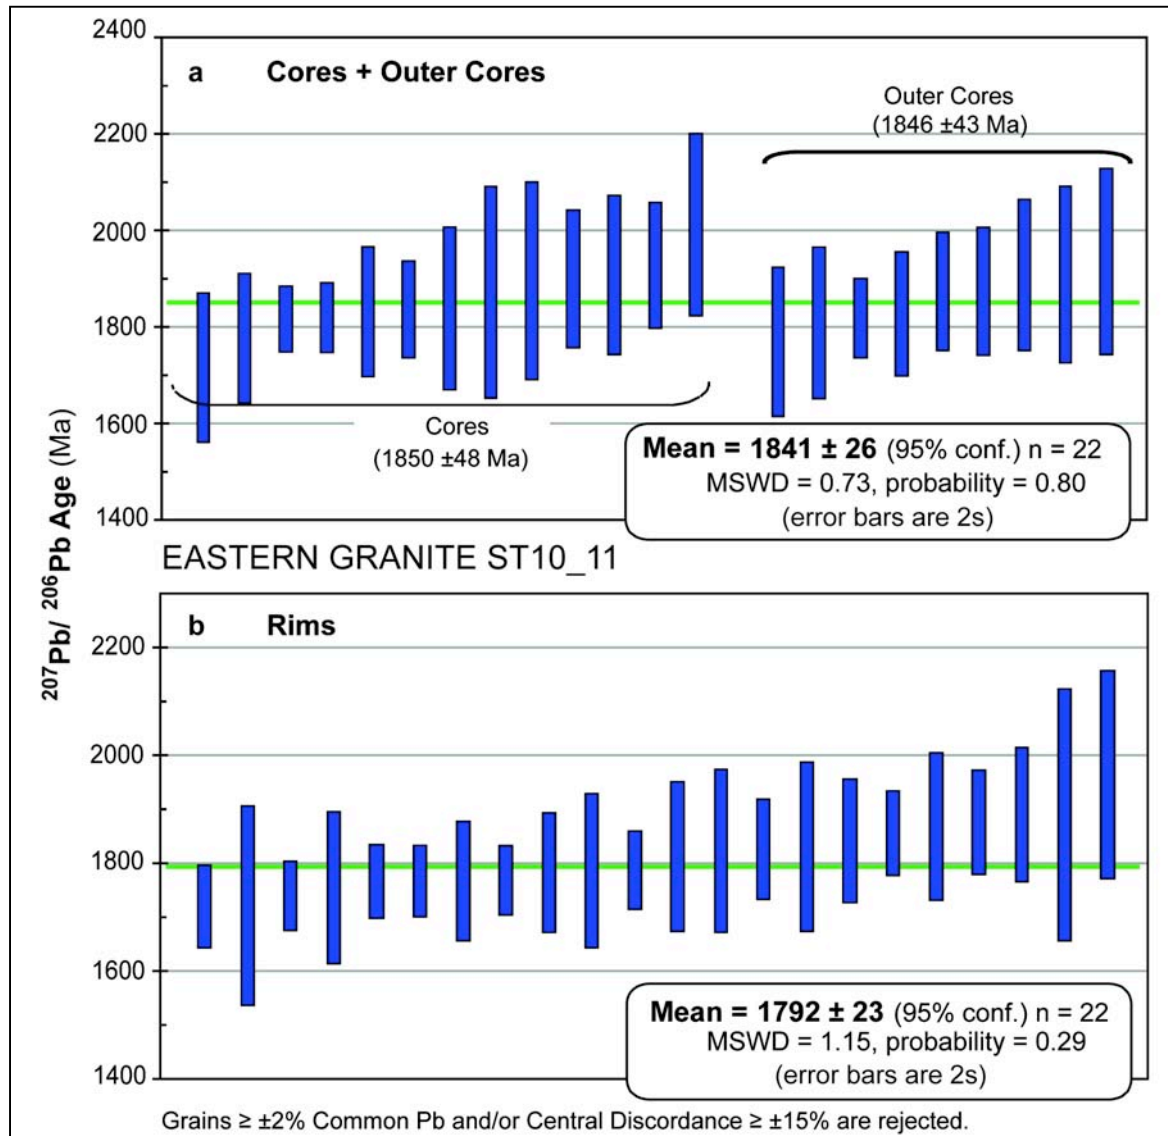 2400
2200
2000
1800
1600
1400
a Cores + Outer Cores
Outer Cores
(1846 ±43 Ma)
Cores
(1850 ±48 Ma)
Mean = 1841 ± 26 (95% conf.) n = 22
MSWD = 0.73, probability = 0.80
(error bars are 2s)
EASTERN GRANITE ST10_11
207Pb/ 206Pb Age (Ma)
b Rims
2200
2000
1800
1600
1400
Mean = 1792 ± 23 (95% conf.) n = 22
MSWD = 1.15, probability = 0.29
(error bars are 2s)
Grains ≥ ±2% Common Pb and/or Central Discordance ≥ ±15% are rejected.